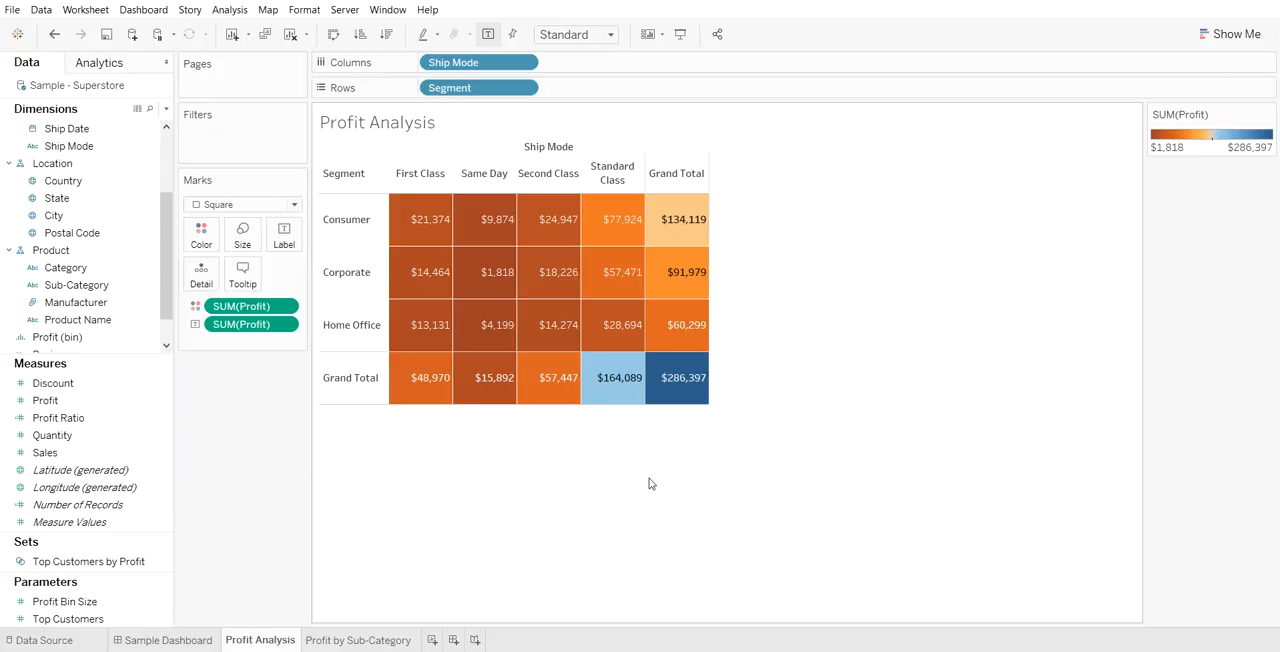 File Data Worksheet Dashboard Story Analysis Map Format Server Window Help
Standard Show Me
Data Analytics Pages Columns Ship Mode
Sample - Superstore Rows Segment
Dimensions
Ship Date
Abc Ship Mode
Location
Country
State
City
Postal Code
Product
Abc Category
Abc Sub-Category
Manufacturer
Abc Product Name
Profit (bin)
Measures
Discount
Profit
Profit Ratio
Quantity
Sales
Latitude (generated)
Longitude (generated)
Number of Records
Measure Values
Sets
Top Customers by Profit
Parameters
Profit Bin Size
Top Customers
Filters
Marks
Square
Color Size Label
Detail Tooltip
SUM(Profit)
SUM(Profit)
Profit Analysis
Ship Mode
Segment First Class Same Day Second Class Standard Class Grand Total
Consumer $21,374 $9,874 $24,947 $77,924 $134,119
Corporate $14,464 $1,818 $18,226 $57,471 $91,979
Home Office $13,131 $4,199 $14,274 $28,694 $60,299
Grand Total $48,970 $15,892 $57,447 $164,089 $286,397
SUM(Profit)
$1,818 $286,397
Data Source Sample Dashboard Profit Analysis Profit by Sub-Category